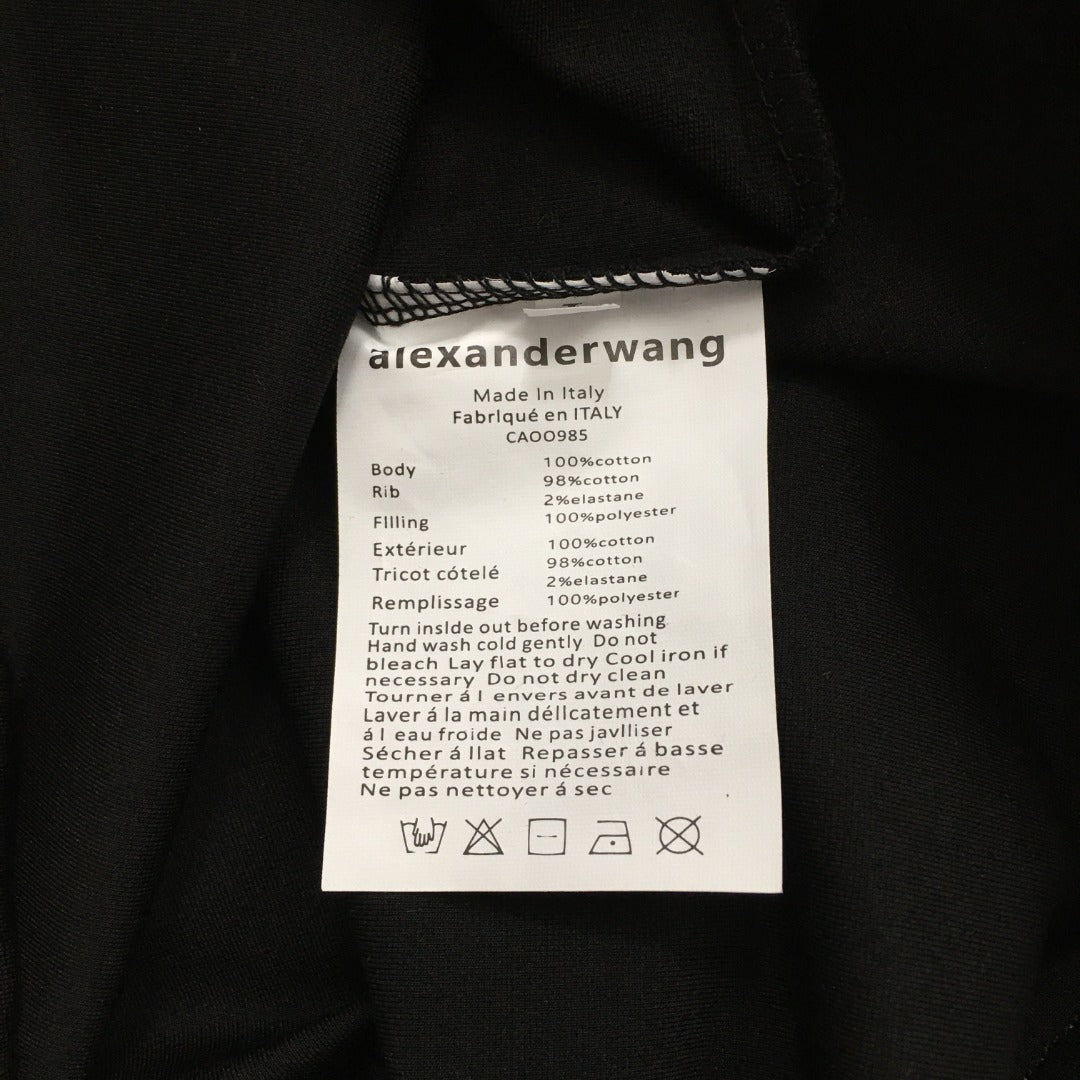 alexanderwang
Made In Italy
Fabrlqué en ITALY
CAOO985
Body 100%cotton
Rib 98%cotton
2%elastane
Fllling 100%polyester
Extérieur 100%cotton
Tricot cótelé 98%cotton
2%elastane
Remplissage 100%polyester
Turn inslde out before washing
Hand wash cold gently Do not
bleach Lay flat to dry Cool iron if
necessary Do not dry clean
Tourner á l envers avant de laver
Laver á la main déllcatement et
á l eau froide Ne pas javlliser
Sécher á llat Repasser á basse
température si nécessaire
Ne pas nettoyer á sec